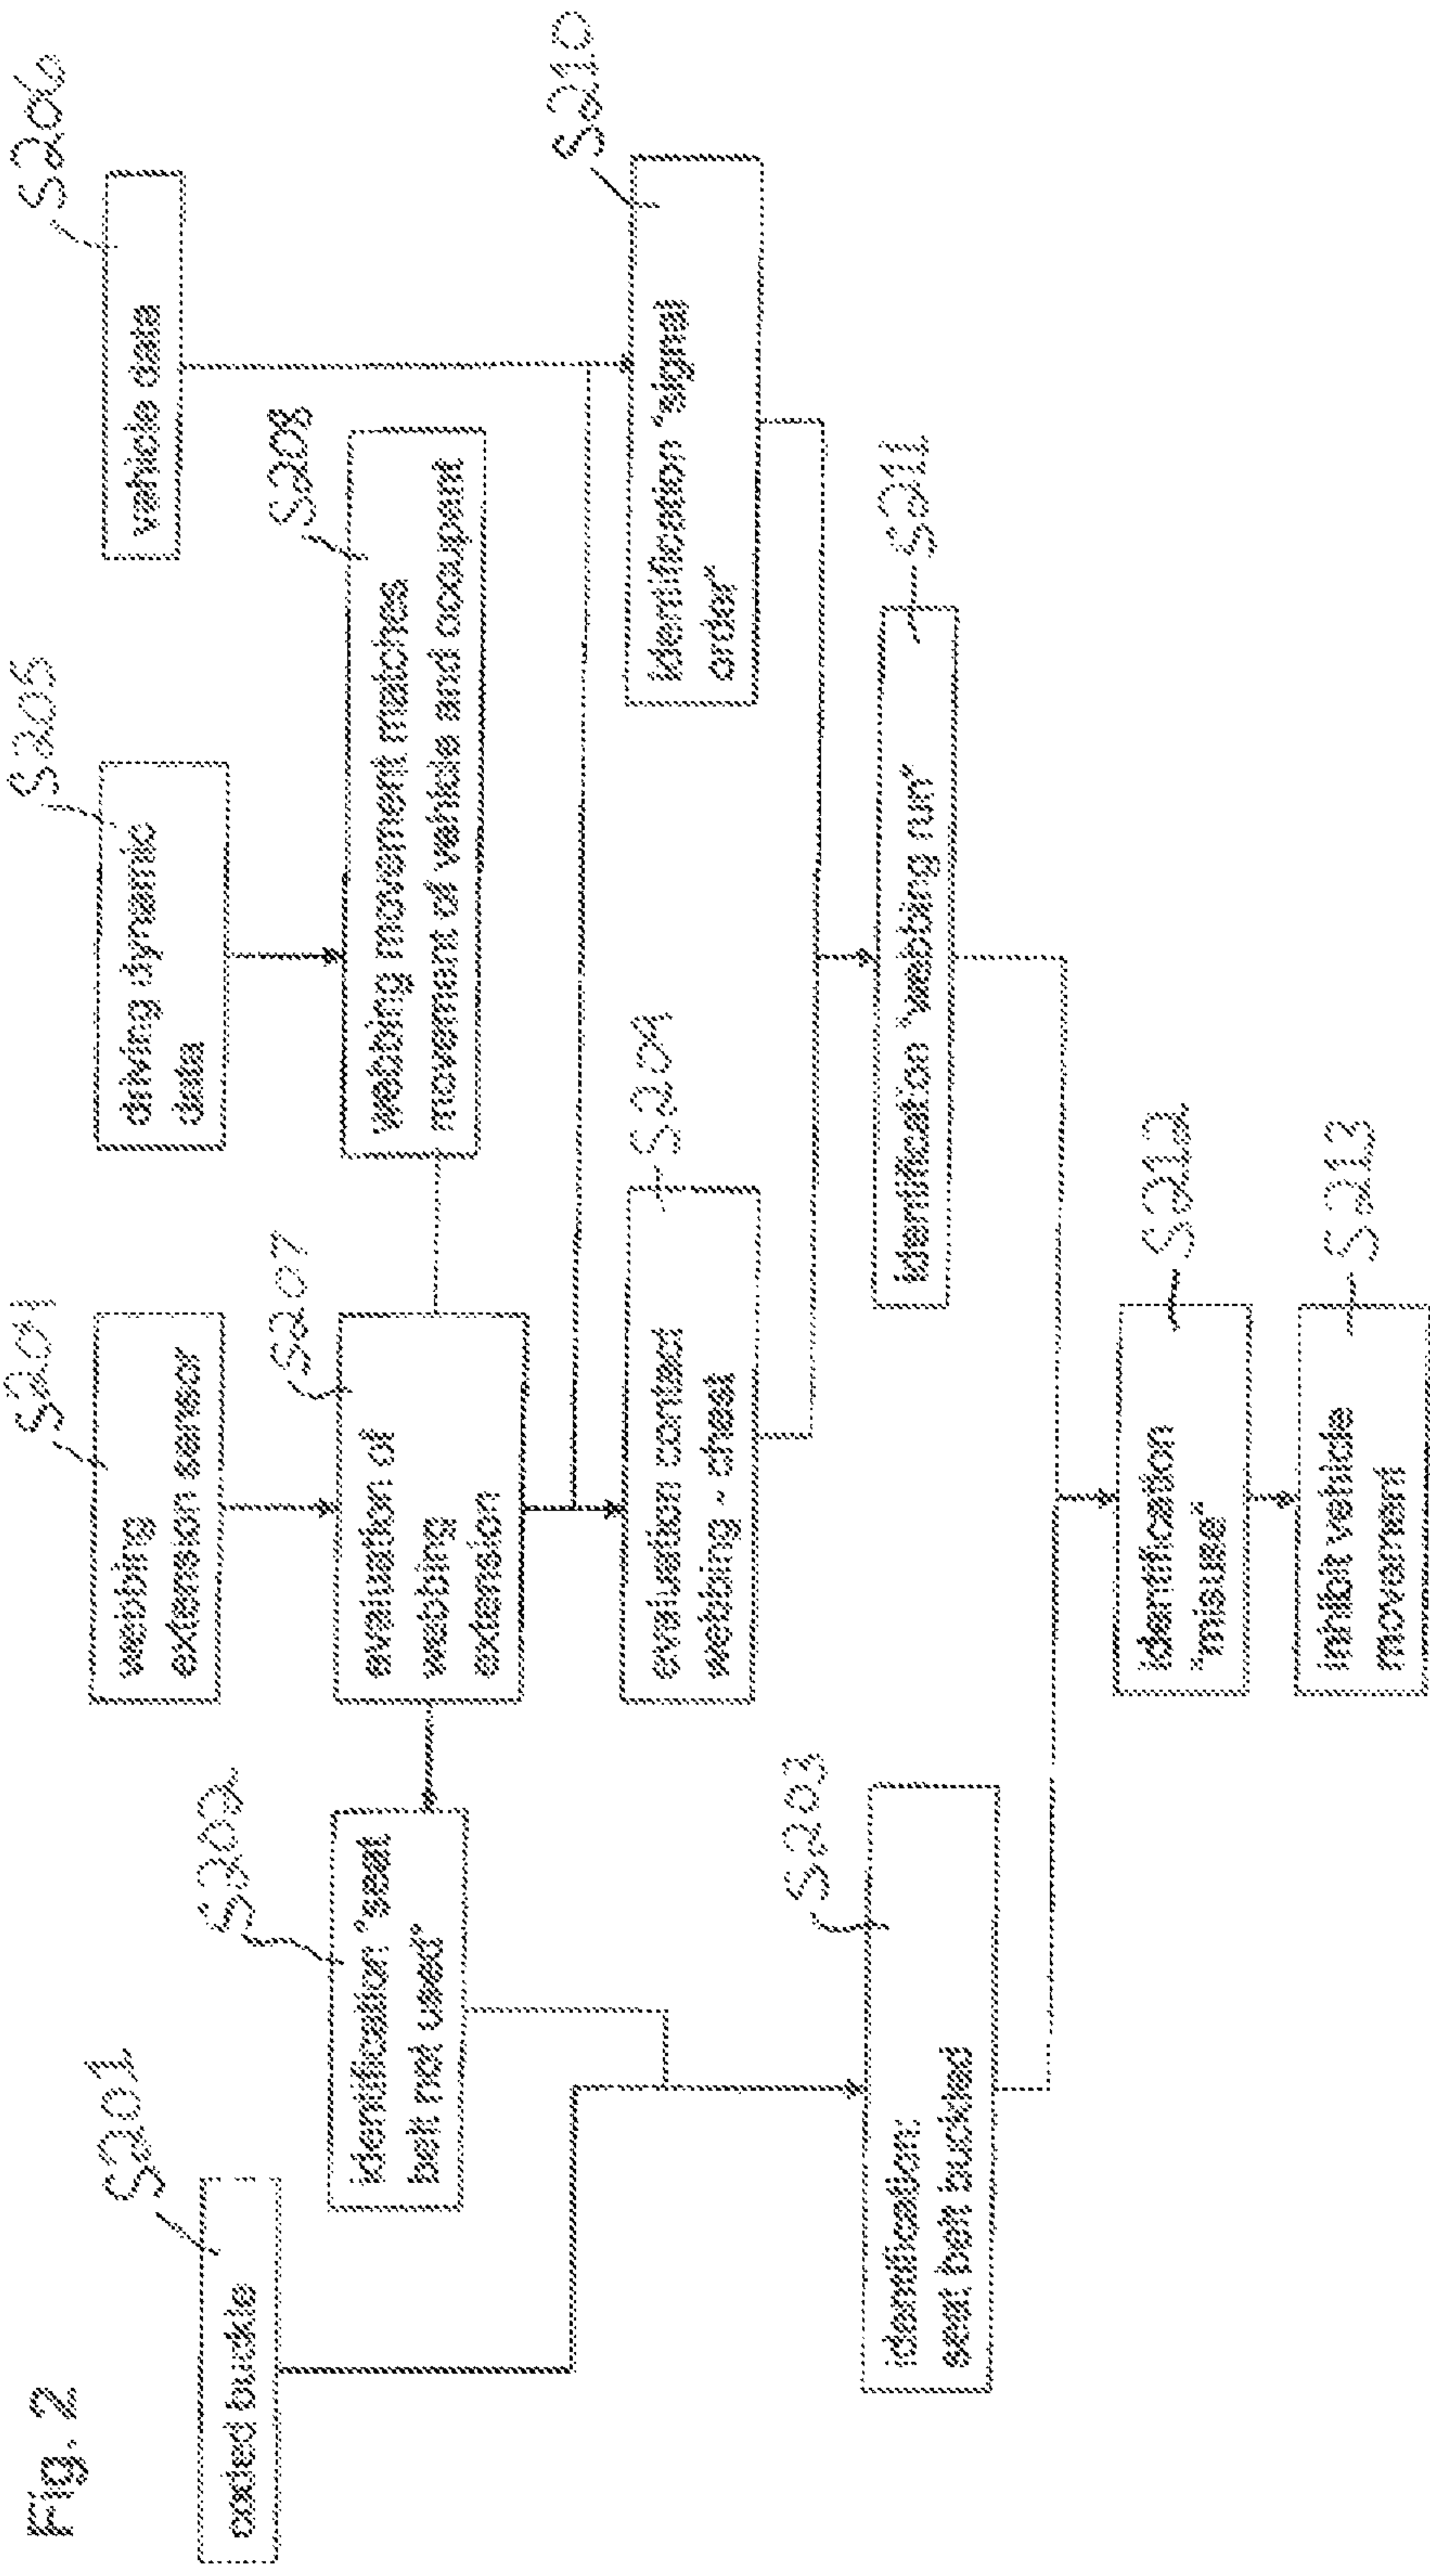 Fig. 2
S201
coded buckle
S201
webbing
extension sensor
S205
driving dynamic
data
S206
vehicle data
S202
identification "seat
belt not used"
S207
evaluation of
webbing
extension
S208
webbing movement matches
movement of vehicle and occupant
S209
evaluation contact
webbing - chest
S210
identification "signal
order"
S203
identification:
seat belt buckled
S211
identification "webbing run"
S212
identification
"misuse"
S213
inhibit vehicle
movement